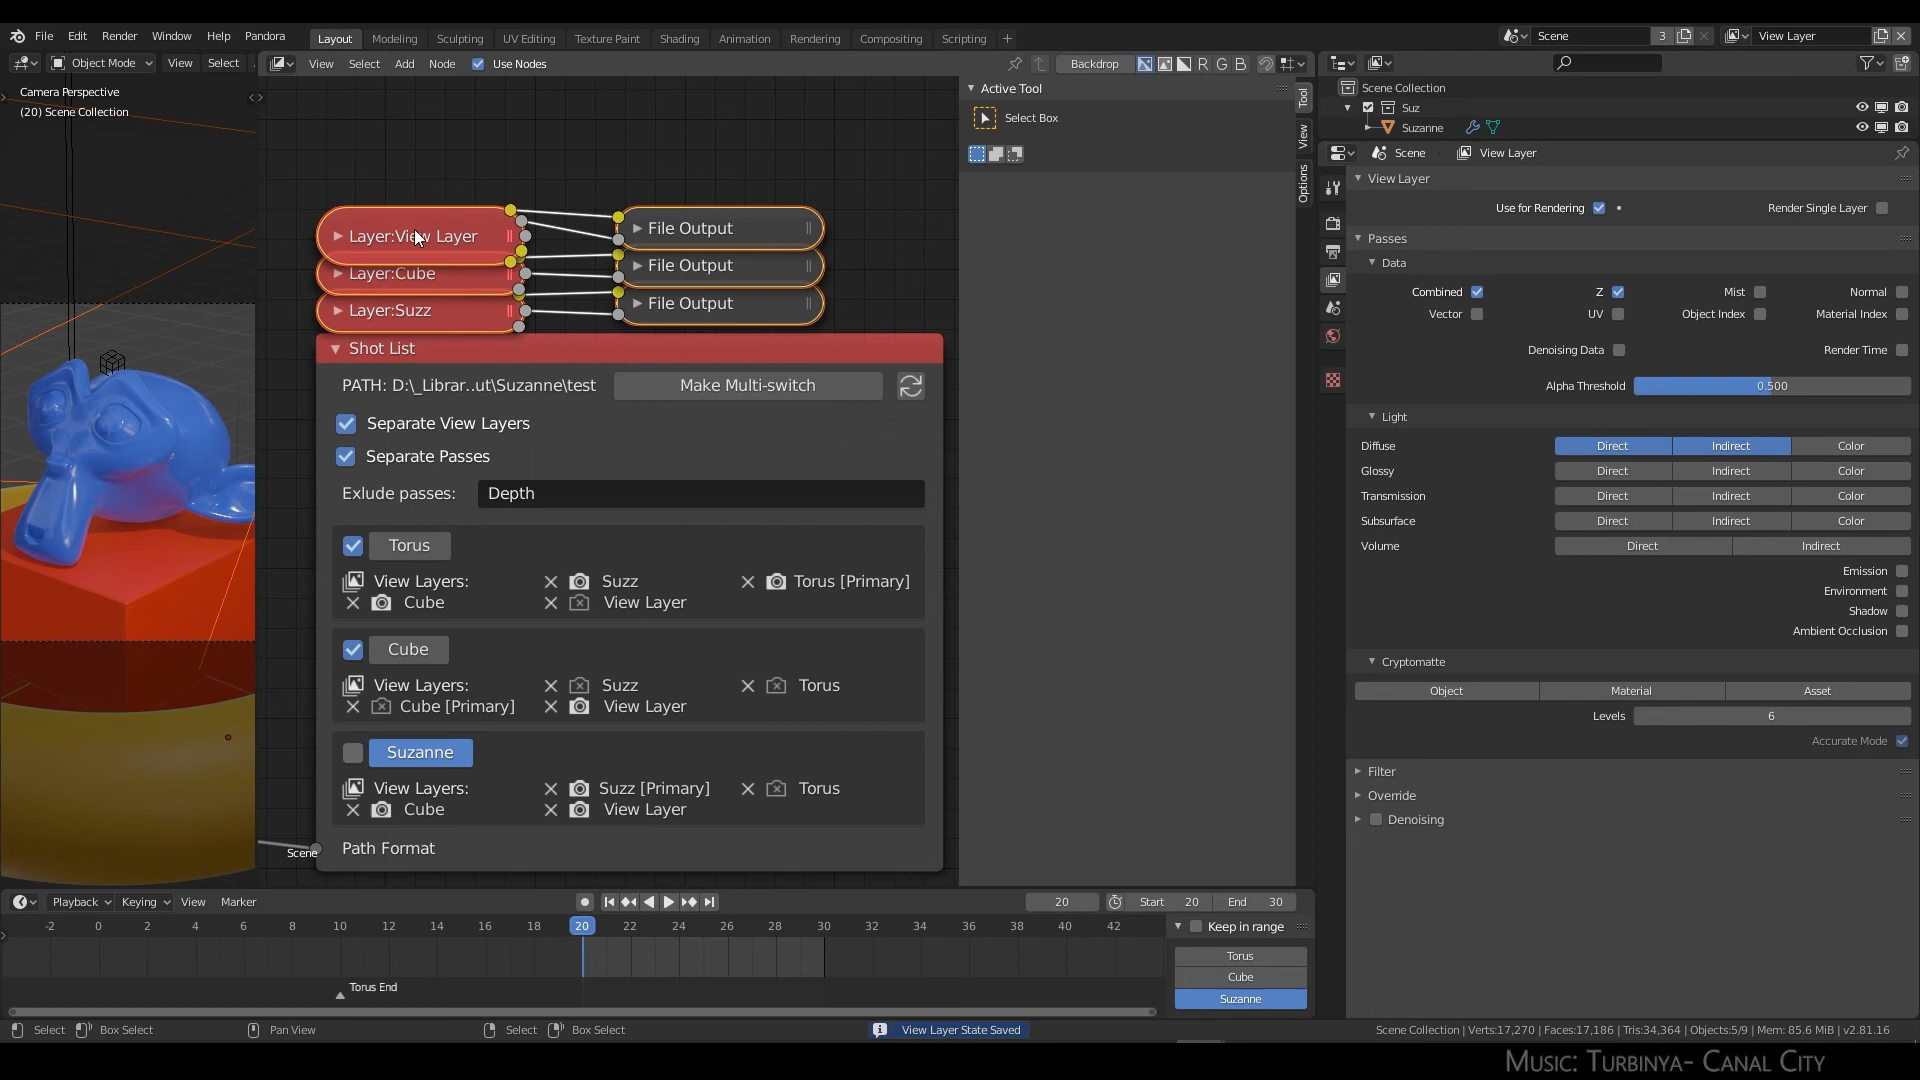 File Edit Render Window Help Pandora
Layout Modeling Sculpting UV Editing Texture Paint Shading Animation Rendering Compositing Scripting +
Scene 3 View Layer
Object Mode View Select
View Select Add Node Use Nodes
Backdrop R G B
Camera Perspective
(20) Scene Collection
Active Tool
Select Box
Tool
View
Options
Layer:View Layer
Layer:Cube
Layer:Suzz
File Output
File Output
File Output
Shot List
PATH: D:\_Librar..ut\Suzanne\test Make Multi-switch
Separate View Layers
Separate Passes
Exlude passes: Depth
Torus
View Layers: Suzz Torus [Primary]
Cube View Layer
Cube
View Layers: Suzz Torus
Cube [Primary] View Layer
Suzanne
View Layers: Suzz [Primary] Torus
Cube View Layer
Scene Path Format
Scene Collection
Suz
Suzanne
Scene View Layer
View Layer
Use for Rendering Render Single Layer
Passes
Data
Combined Z Mist Normal
Vector UV Object Index Material Index
Denoising Data Render Time
Alpha Threshold 0.500
Light
Diffuse Direct Indirect Color
Glossy Direct Indirect Color
Transmission Direct Indirect Color
Subsurface Direct Indirect Color
Volume Direct Indirect
Emission
Environment
Shadow
Ambient Occlusion
Cryptomatte
Object Material Asset
Levels 6
Accurate Mode
Filter
Override
Denoising
Playback Keying View Marker
20 Start 20 End 30
-2 0 2 4 6 8 10 12 14 16 18 20 22 24 26 28 30 32 34 36 38 40 42
Torus End
Keep in range
Torus
Cube
Suzanne
Select Box Select Pan View Select Box Select
View Layer State Saved
Scene Collection | Verts:17,270 | Faces:17,186 | Tris:34,364 | Objects:5/9 | Mem: 85.6 MiB | v2.81.16
Music: Turbinya- Canal City